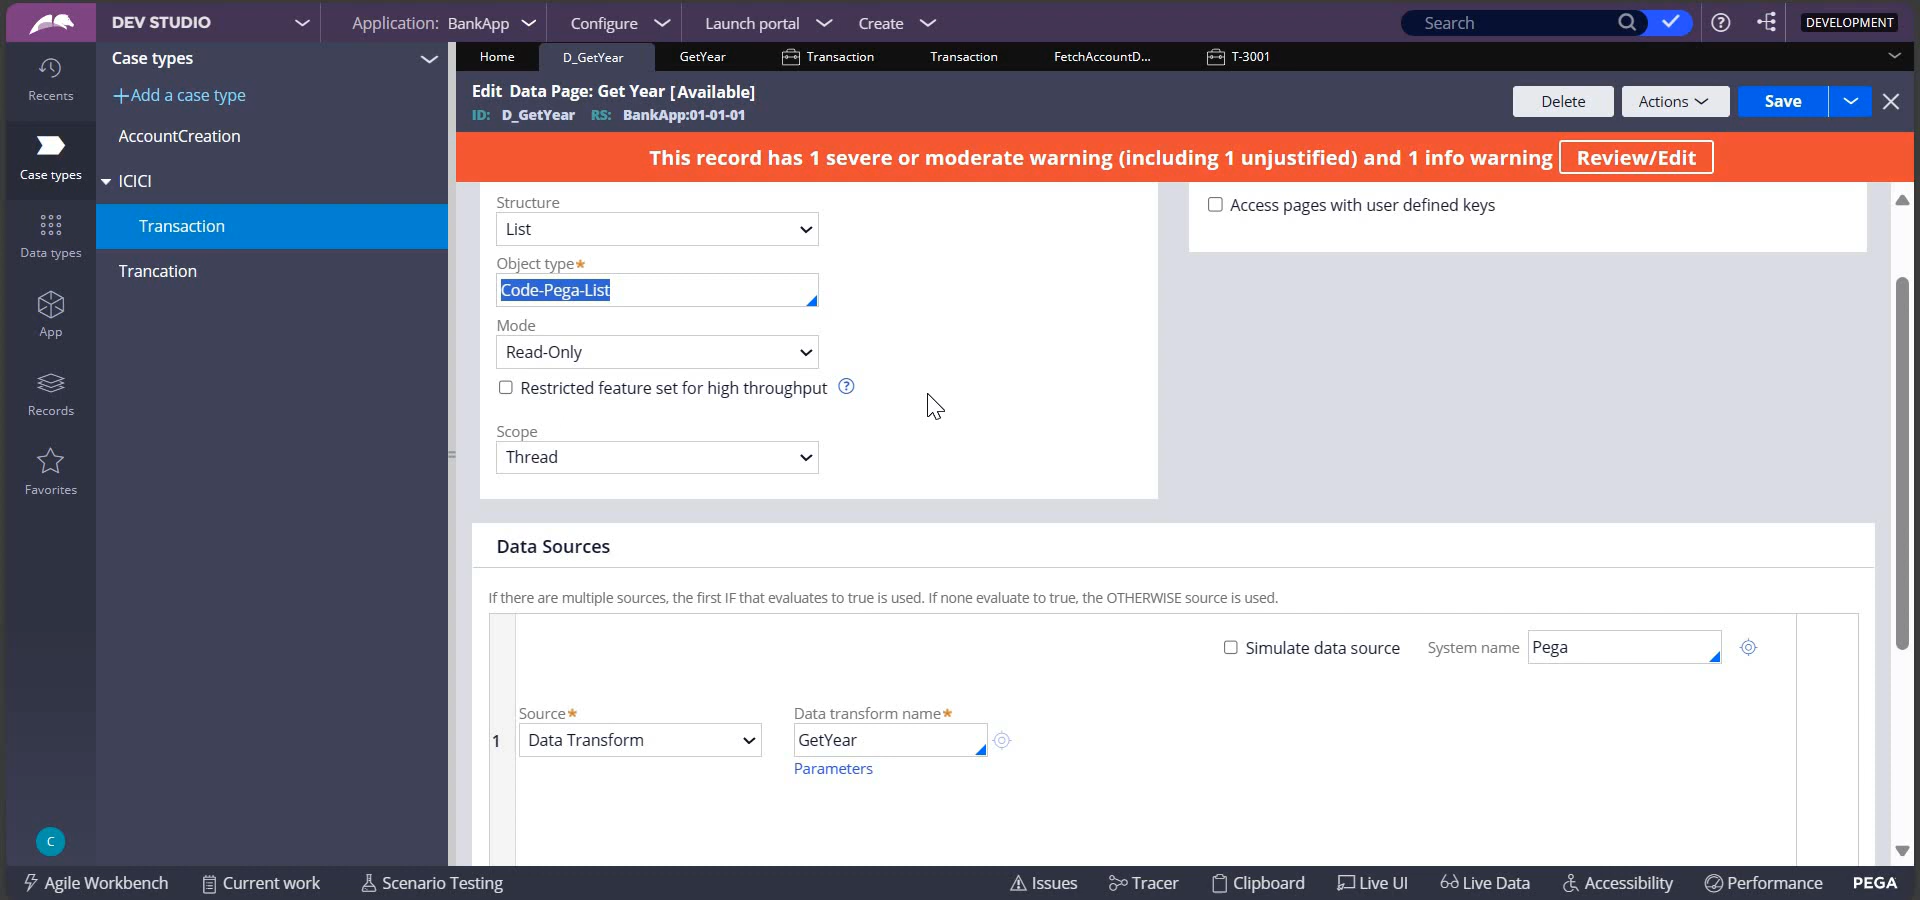 DEV STUDIO
Application: BankApp
Configure
Launch portal
Create
Search
DEVELOPMENT
Recents
Case types
Data types
App
Records
Favorites
C
Case types
+Add a case type
AccountCreation
ICICI
Transaction
Trancation
Home
D_GetYear
GetYear
Transaction
Transaction
FetchAccountD...
T-3001
Edit Data Page: Get Year [Available]
ID: D_GetYear RS: BankApp:01-01-01
Delete
Actions
Save
This record has 1 severe or moderate warning (including 1 unjustified) and 1 info warning
Review/Edit
Structure
List
Object type*
Code-Pega-List
Mode
Read-Only
Restricted feature set for high throughput
Scope
Thread
Access pages with user defined keys
Data Sources
If there are multiple sources, the first IF that evaluates to true is used. If none evaluate to true, the OTHERWISE source is used.
Simulate data source
System name
Pega
1
Source*
Data Transform
Data transform name*
GetYear
Parameters
Agile Workbench
Current work
Scenario Testing
Issues
Tracer
Clipboard
Live UI
Live Data
Accessibility
Performance
PEGA